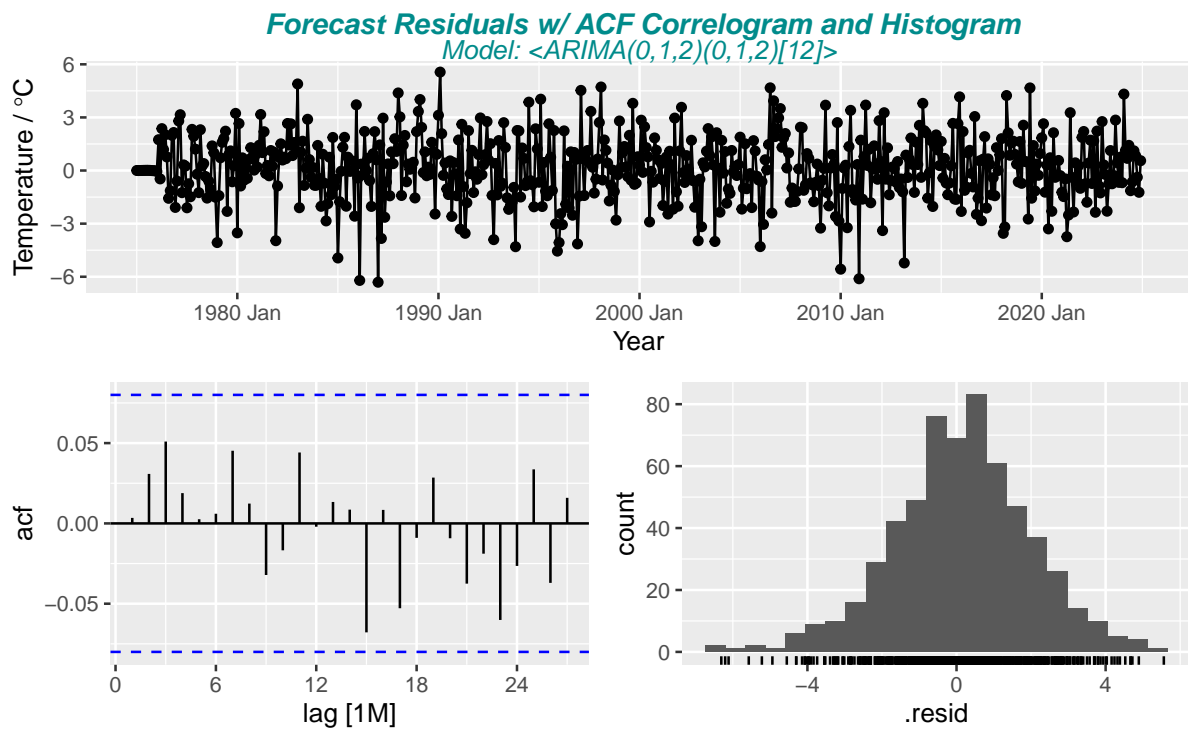 Forecast Residuals w/ ACF Correlogram and Histogram
Model: <ARIMA(0,1,2)(0,1,2)[12]>
Temperature / °C
6
3
0
−3
−6
1980 Jan
1990 Jan
2000 Jan
2010 Jan
2020 Jan
Year
acf
0.05
0.00
−0.05
0
6
12
18
24
lag [1M]
count
80
60
40
20
0
−4
0
4
.resid